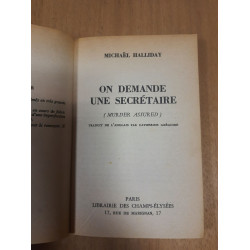 MICHAËL HALLIDAY
ON DEMANDE
UNE SECRÉTAIRE
(MURDER, ASSURED)
TRADUIT DE L'ANGLAIS PAR CATHERINE GRÉGOIRE
PARIS
LIBRAIRIE DES CHAMPS-ÉLYSÉES
17, RUE DE MARIGNAN, 17